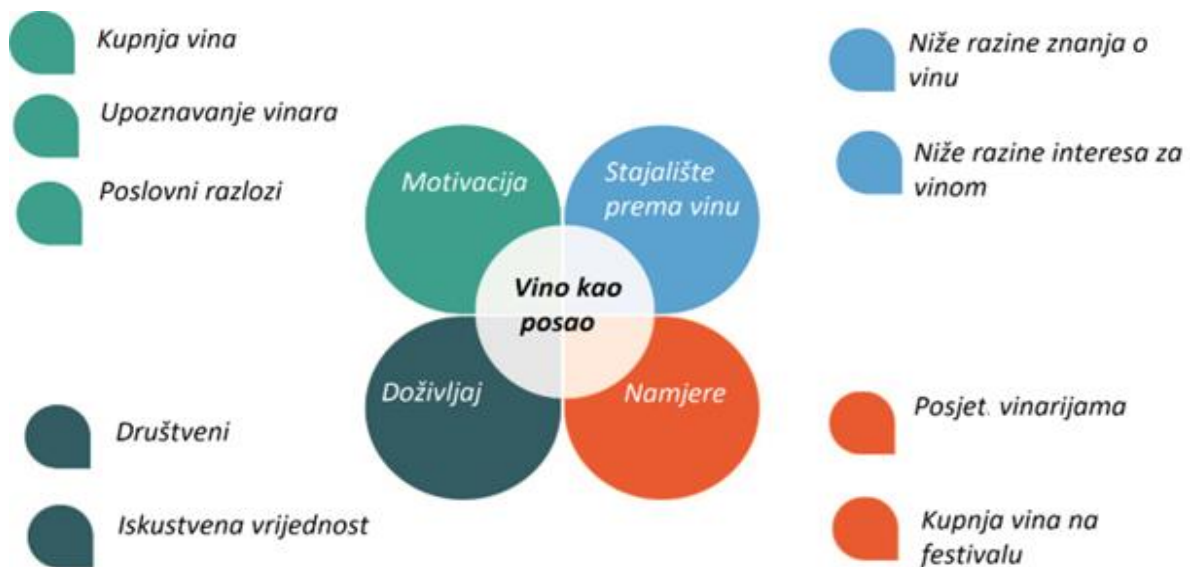 Kupnja vina
Upoznavanje vinara
Poslovni razlozi
Niže razine znanja o
vinu
Niže razine interesa za
vinom
Motivacija
Stajalište
prema vinu
Vino kao
posao
Doživljaj
Namjere
Društveni
Iskustvena vrijednost
Posjet. vinarijama
Kupnja vina na
festivalu